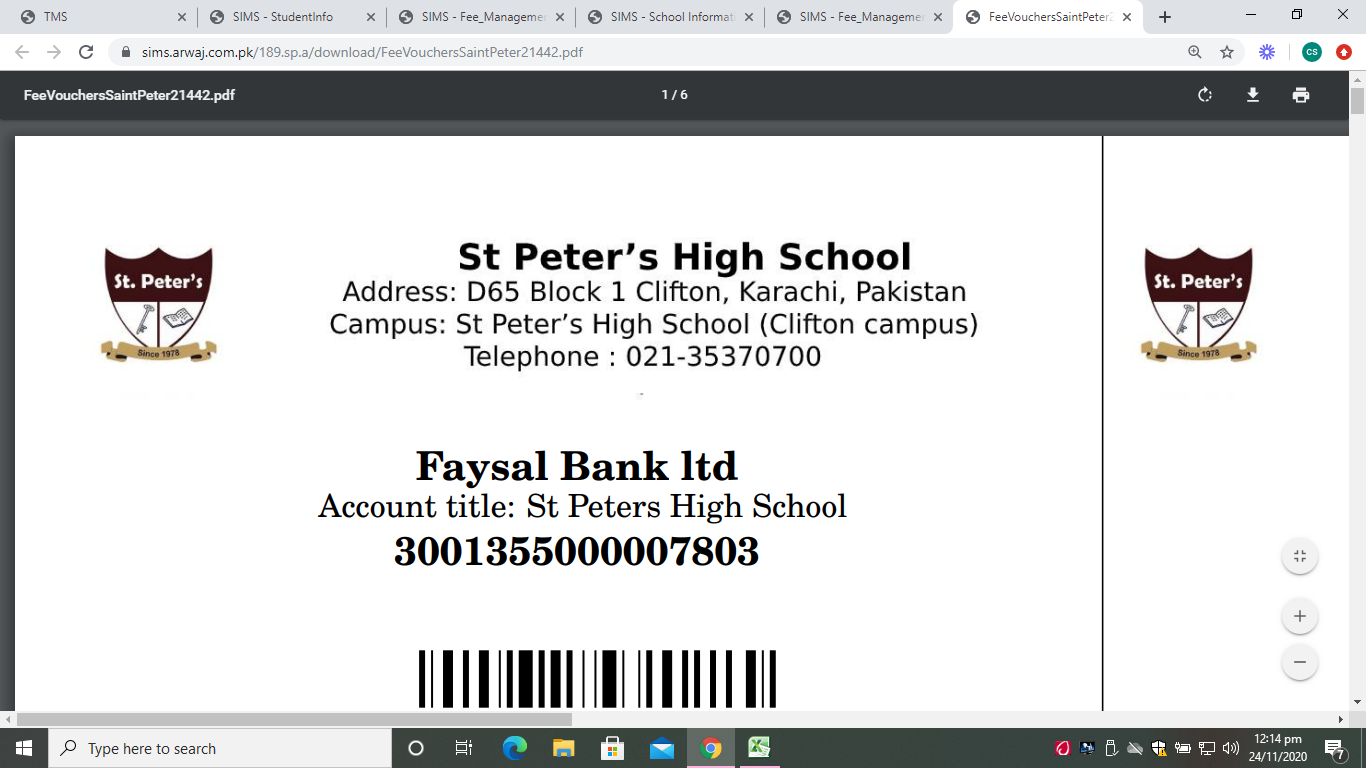 TMS
SIMS - StudentInfo
SIMS - Fee_Managemen
SIMS - School Informati
SIMS - Fee_Managemen
FeeVouchersSaintPeter2
sims.arwaj.com.pk/189.sp.a/download/FeeVouchersSaintPeter21442.pdf
CS
FeeVouchersSaintPeter21442.pdf
1 / 6
St. Peter's
Since 1978
St Peter’s High School
Address: D65 Block 1 Clifton, Karachi, Pakistan
Campus: St Peter’s High School (Clifton campus)
Telephone : 021-35370700
St. Peter's
Since 1978
Faysal Bank ltd
Account title: St Peters High School
3001355000007803
Type here to search
12:14 pm
24/11/2020
7